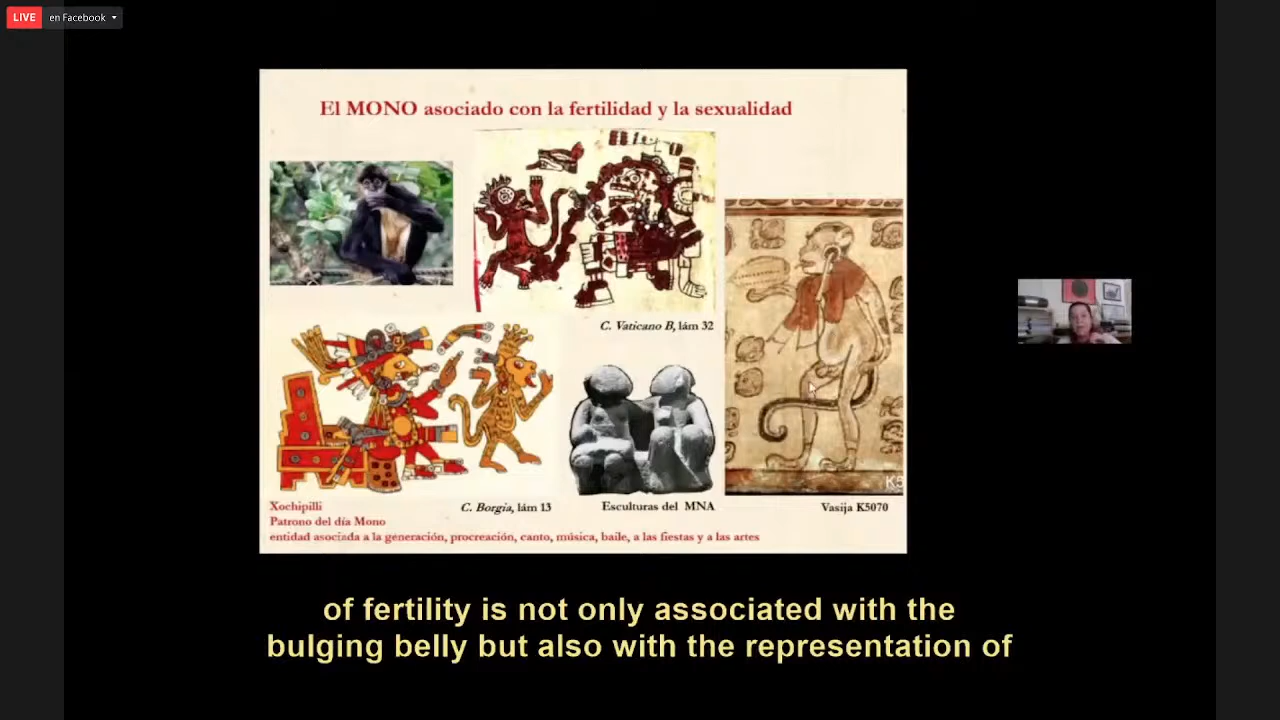 LIVE en Facebook
El MONO asociado con la fertilidad y la sexualidad
C. Vaticano B, lám 32
Xochipilli
Patrono del día Mono
entidad asociada a la generación, procreación, canto, música, baile, a las fiestas y a las artes
C. Borgia, lám 13
Esculturas del MNA
Vasija K5070
of fertility is not only associated with the
bulging belly but also with the representation of